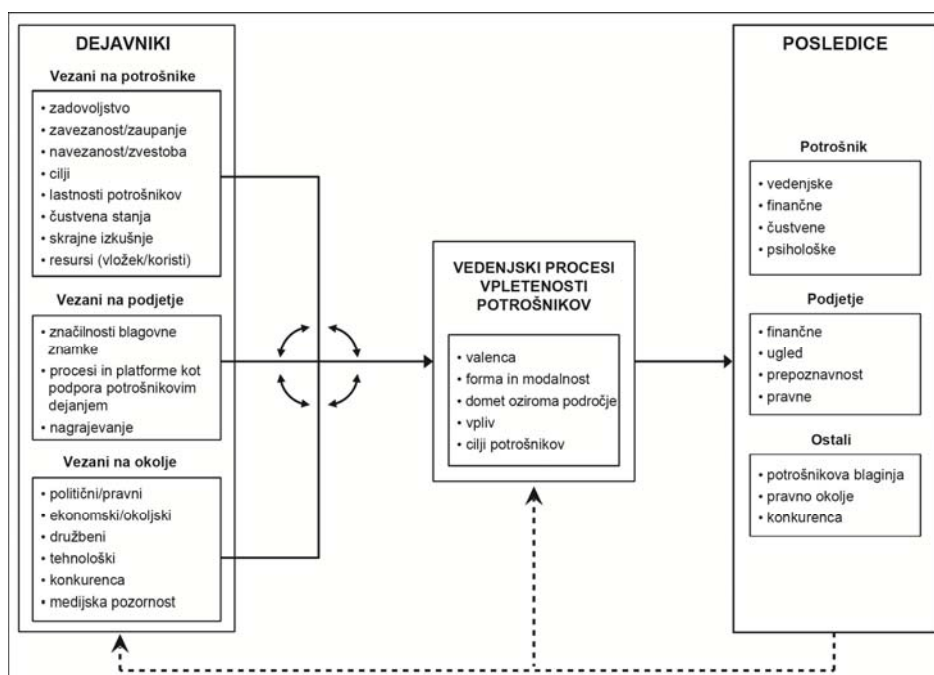 DEJAVNIKI
Vezani na potrošnike
• zadovoljstvo
• zavezanost/zaupanje
• navezanost/zvestoba
• cilji
• lastnosti potrošnikov
• čustvena stanja
• skrajne izkušnje
• resursi (vložek/koristi)
Vezani na podjetje
• značilnosti blagovne
znamke
• procesi in platforme kot
podpora potrošnikovim
dejanjem
• nagrajevanje
Vezani na okolje
• politični/pravni
• ekonomski/okoljski
• družbeni
• tehnološki
• konkurenca
• medijska pozornost
VEDENJSKI PROCESI
VPLETENOSTI
POTROŠNIKOV
• valenca
• forma in modalnost
• domet oziroma področje
• vpliv
• cilji potrošnikov
POSLEDICE
Potrošnik
• vedenjske
• finančne
• čustvene
• psihološke
Podjetje
• finančne
• ugled
• prepoznavnost
• pravne
Ostali
• potrošnikova blaginja
• pravno okolje
• konkurenca